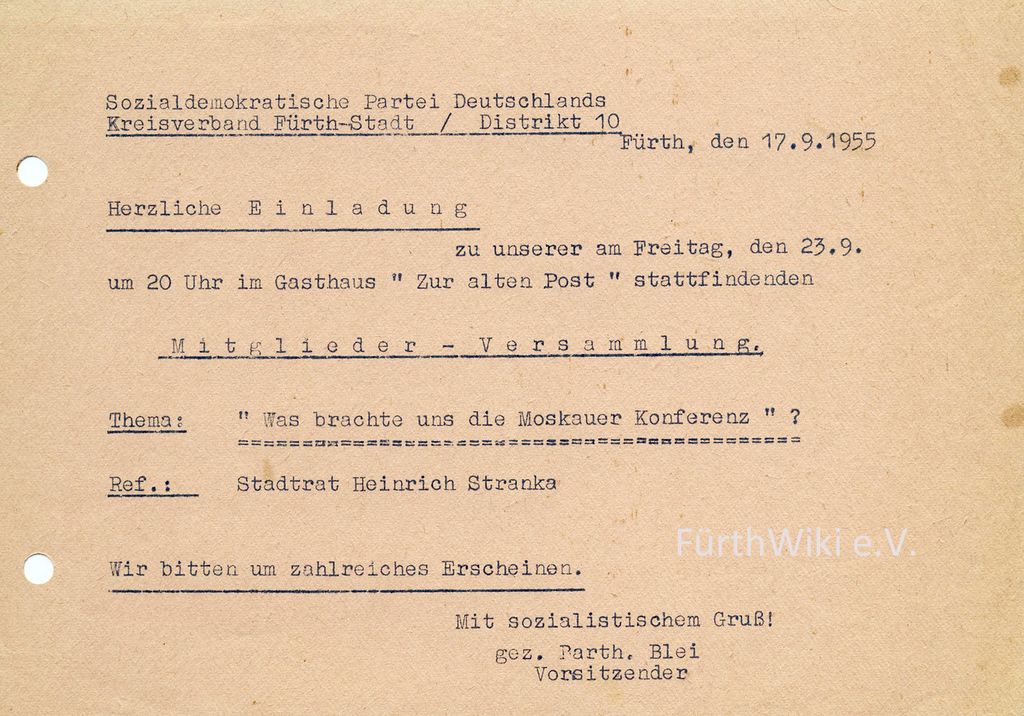 Sozialdemokratische Partei Deutschlands
Kreisverband Fürth-Stadt / Distrikt 10
Fürth, den 17.9.1955
Herzliche E i n l a d u n g
zu unserer am Freitag, den 23.9.
um 20 Uhr im Gasthaus " Zur alten Post " stattfindenden
M i t g l i e d e r - V e r s a m m l u n g.
Thema: " Was brachte uns die Moskauer Konferenz " ?
Ref.: Stadtrat Heinrich Stranka
FürthWiki e.V.
Wir bitten um zahlreiches Erscheinen.
Mit sozialistischem Gruß!
gez. Parth. Blei
Vorsitzender